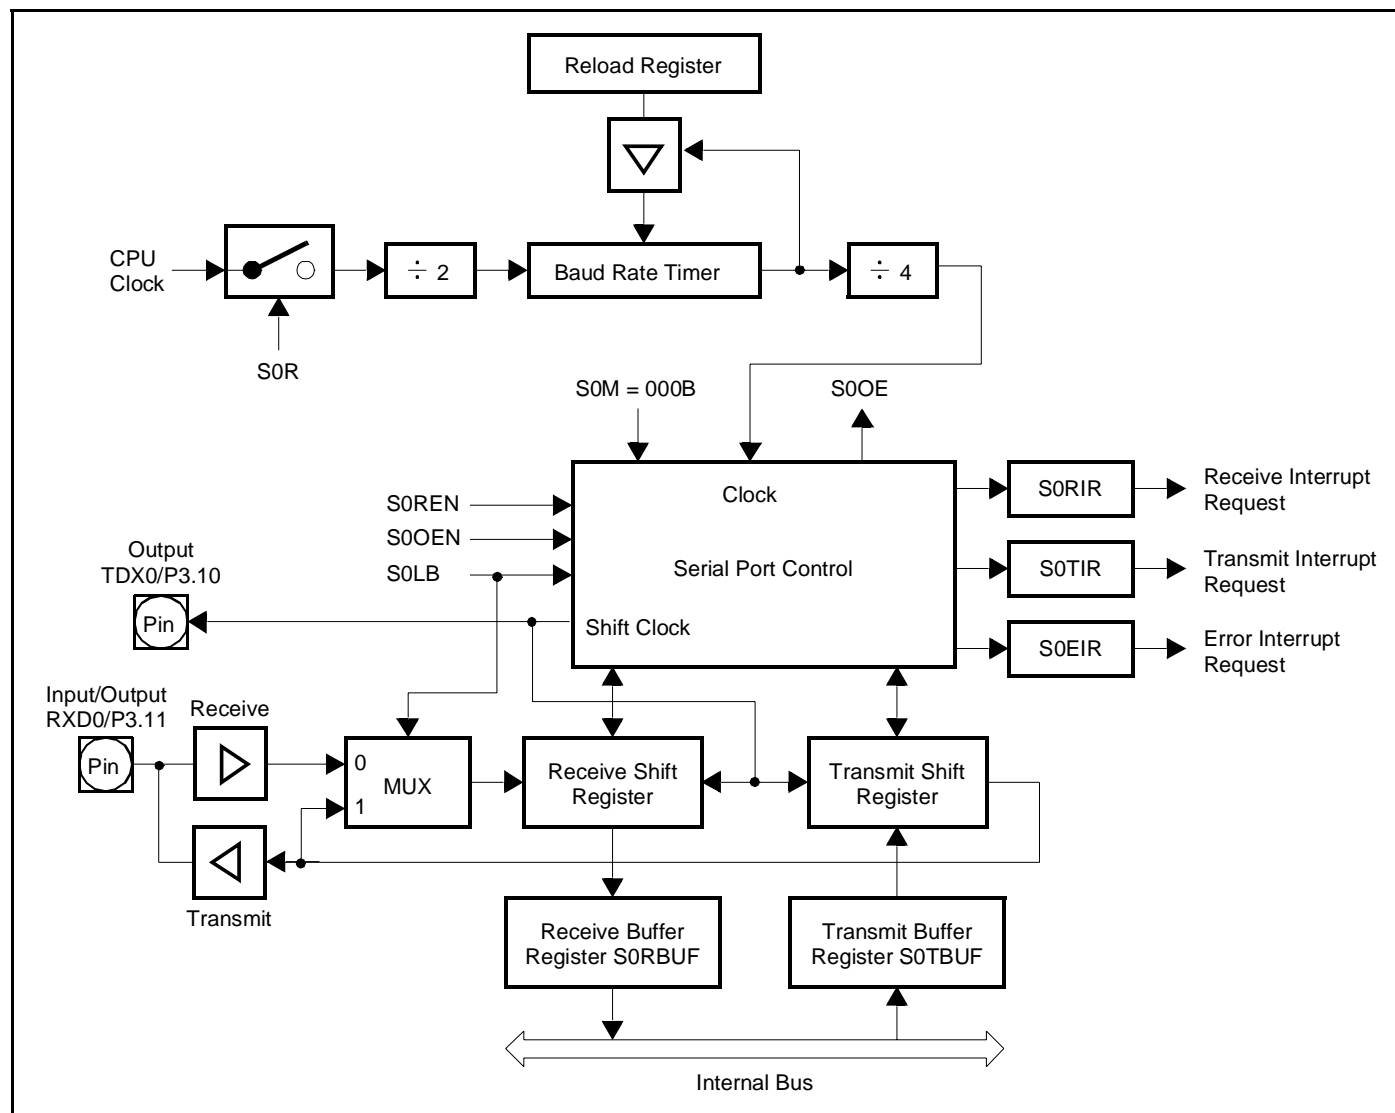 Reload Register
CPU
Clock
÷ 2
Baud Rate Timer
÷ 4
S0R
S0M = 000B
S0OE
Clock
Serial Port Control
Shift Clock
S0REN
S0OEN
S0LB
S0RIR
Receive Interrupt
Request
S0TIR
Transmit Interrupt
Request
S0EIR
Error Interrupt
Request
Output
TDX0/P3.10
Pin
Input/Output
RXD0/P3.11
Pin
Receive
0
MUX
1
Receive Shift
Register
Transmit Shift
Register
Transmit
Receive Buffer
Register S0RBUF
Transmit Buffer
Register S0TBUF
Internal Bus